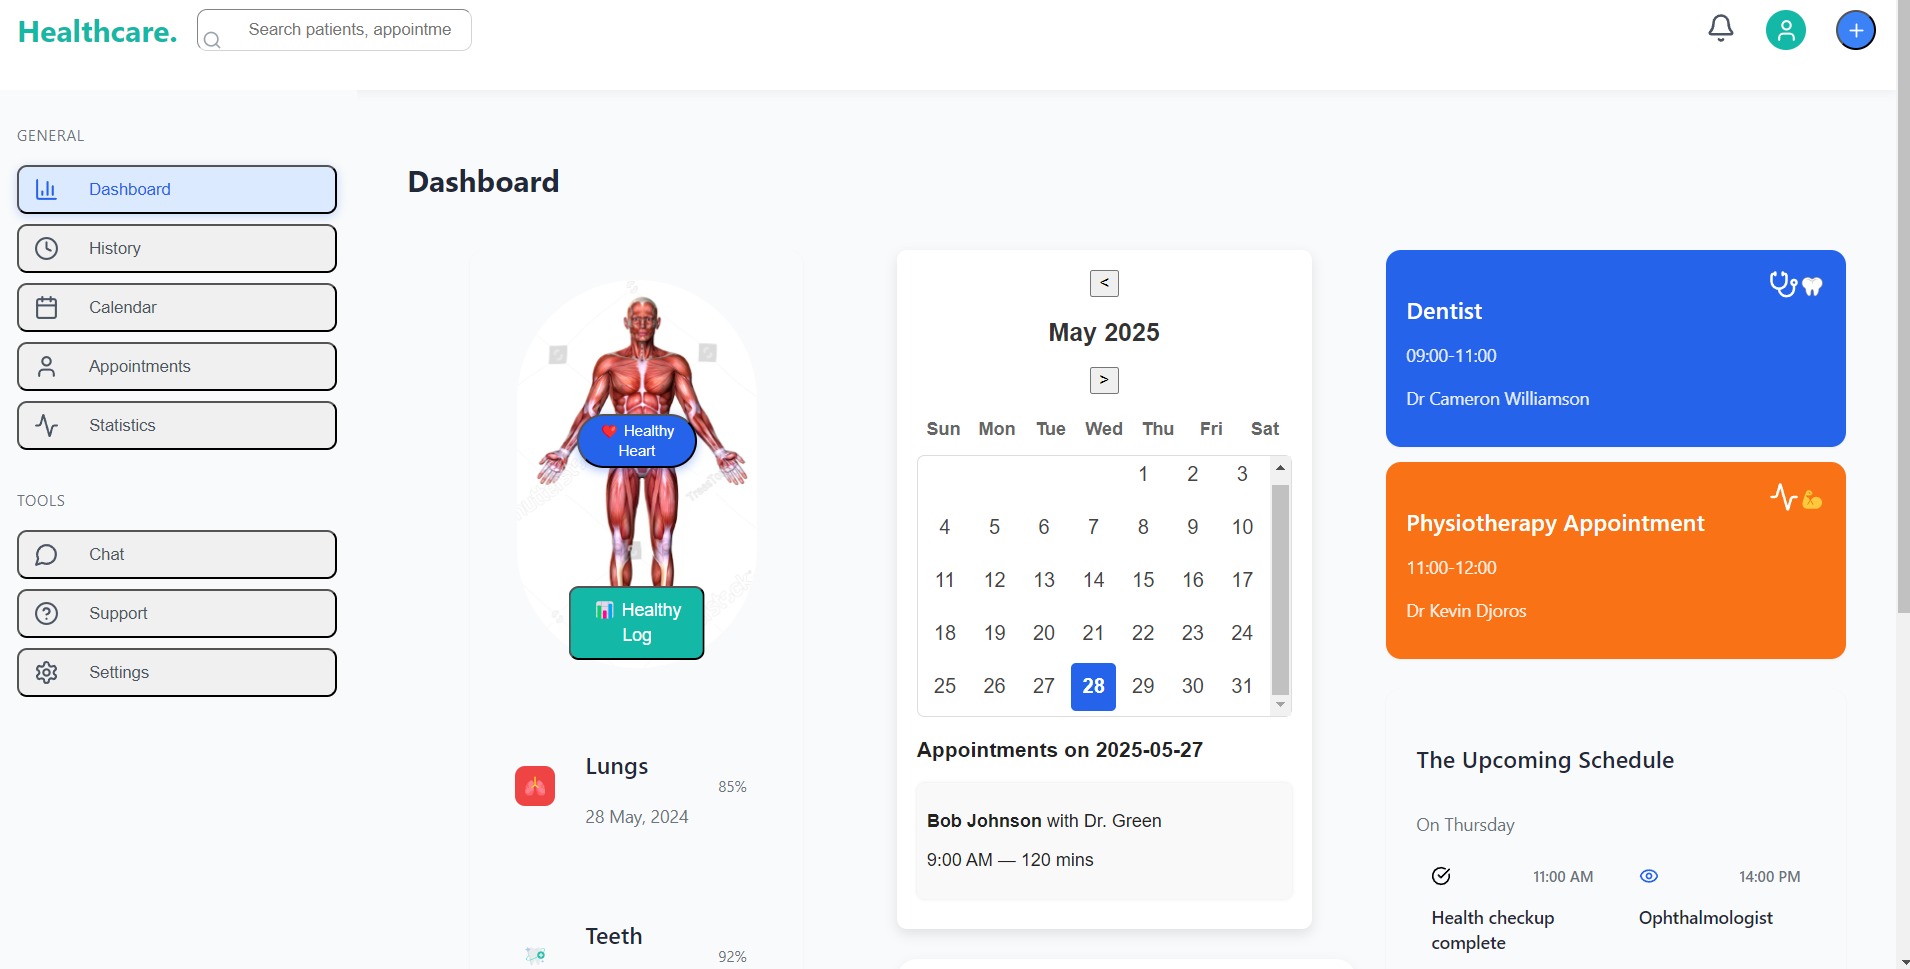 Healthcare.
Search patients, appointme
GENERAL
Dashboard
History
Calendar
Appointments
Statistics
TOOLS
Chat
Support
Settings
Dashboard
Healthy
Heart
Healthy
Log
Lungs
85%
28 May, 2024
Teeth
92%
<
May 2025
>
Sun Mon Tue Wed Thu Fri Sat
1 2 3
4 5 6 7 8 9 10
11 12 13 14 15 16 17
18 19 20 21 22 23 24
25 26 27 28 29 30 31
Appointments on 2025-05-27
Bob Johnson with Dr. Green
9:00 AM — 120 mins
Dentist
09:00-11:00
Dr Cameron Williamson
Physiotherapy Appointment
11:00-12:00
Dr Kevin Djoros
The Upcoming Schedule
On Thursday
11:00 AM
Health checkup
complete
14:00 PM
Ophthalmologist